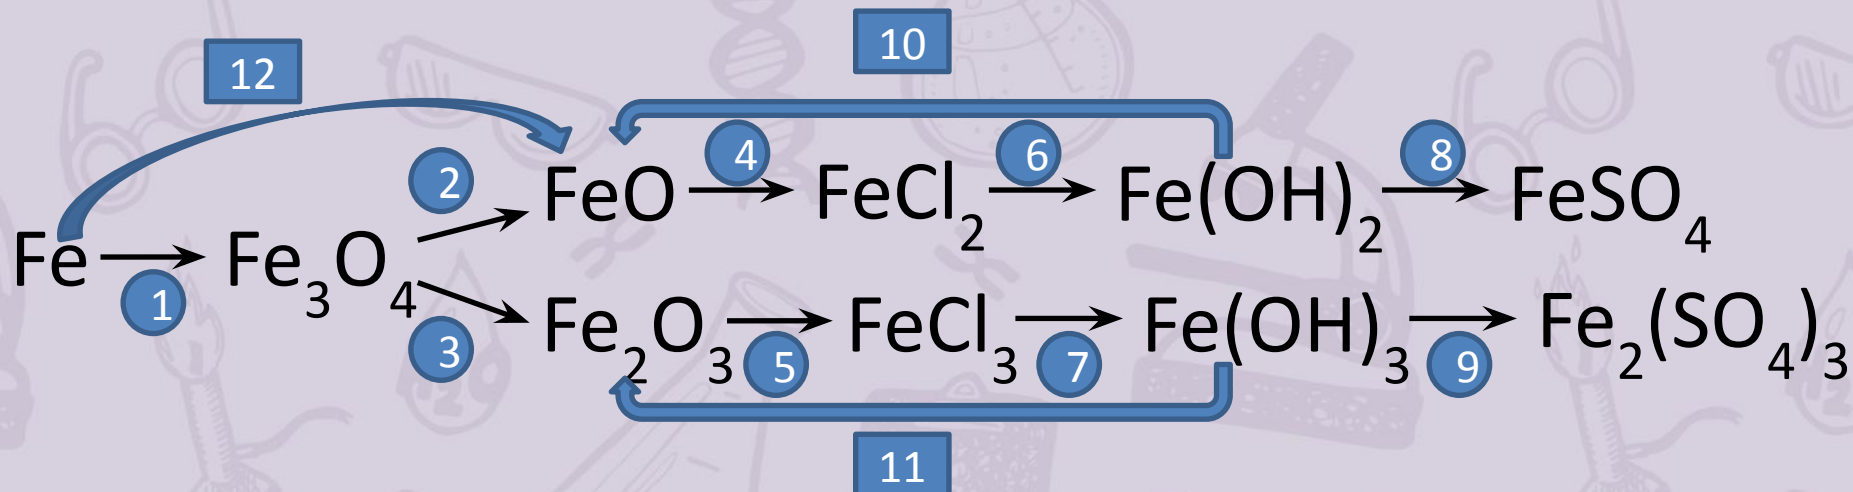 12
10
2 4 6 8
FeO → FeCl₂ → Fe(OH)₂ → FeSO₄
Fe → Fe₃O₄
1
3
Fe₂O₃ → FeCl₃ → Fe(OH)₃ → Fe₂(SO₄)₃
5 7 9
11
H₂O